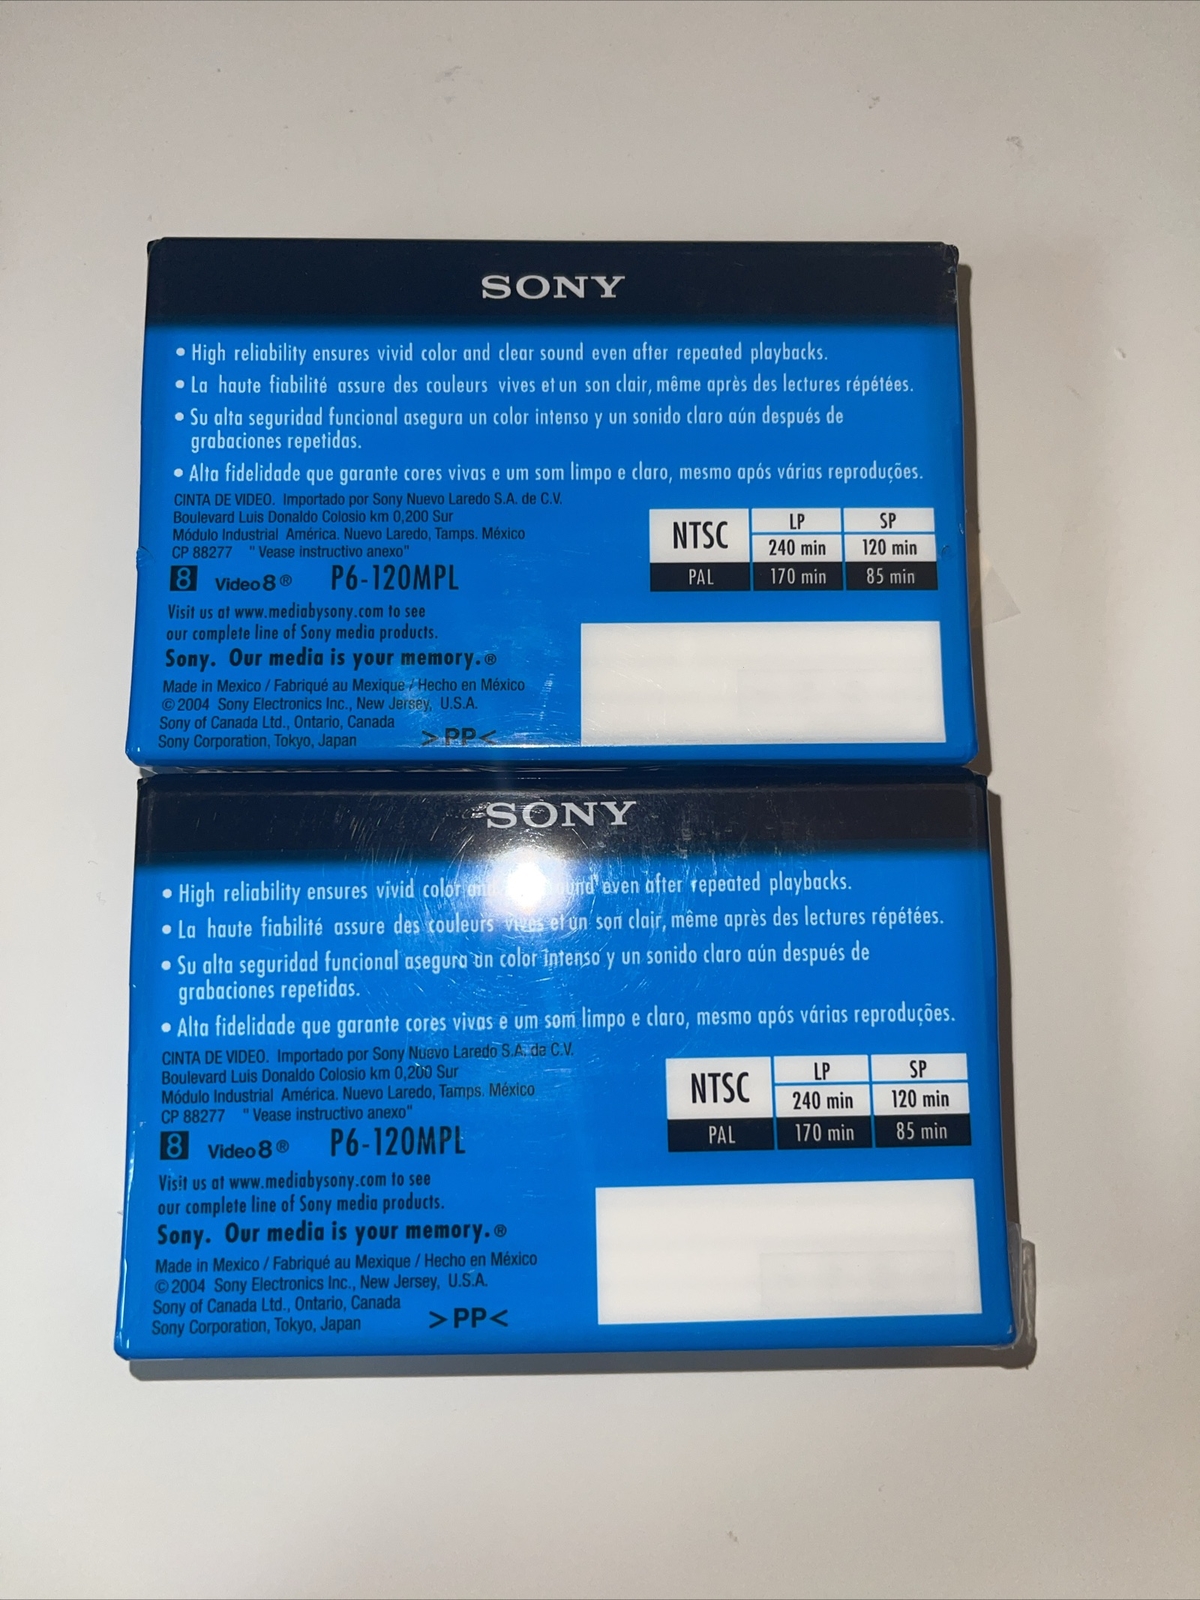 SONY
• High reliability ensures vivid color and clear sound even after repeated playbacks.
• La haute fiabilité assure des couleurs vives et un son clair, même après des lectures répétées.
• Su alta seguridad funcional asegura un color intenso y un sonido claro aún después de
grabaciones repetidas.
• Alta fidelidade que garante cores vivas e um som limpo e claro, mesmo após várias reproduções.
CINTA DE VIDEO. Importado por Sony Nuevo Laredo S.A. de C.V.
Boulevard Luis Donaldo Colosio km 0,200 Sur
Módulo Industrial América. Nuevo Laredo, Tamps. México
CP 88277 "Vease instructivo anexo"
NTSC LP SP
240 min 120 min
PAL 170 min 85 min
8 Video8® P6-120MPL
Visit us at www.mediabysony.com to see
our complete line of Sony media products.
Sony. Our media is your memory.®
Made in Mexico / Fabriqué au Mexique / Hecho en México
© 2004 Sony Electronics Inc., New Jersey, U.S.A.
Sony of Canada Ltd., Ontario, Canada
Sony Corporation, Tokyo, Japan >PP<
SONY
• High reliability ensures vivid color and sound even after repeated playbacks.
• La haute fiabilité assure des couleurs vives et un son clair, même après des lectures répétées.
• Su alta seguridad funcional asegura un color intenso y un sonido claro aún después de
grabaciones repetidas.
• Alta fidelidade que garante cores vivas e um som limpo e claro, mesmo após várias reproduções.
CINTA DE VIDEO. Importado por Sony Nuevo Laredo S.A. de C.V.
Boulevard Luis Donaldo Colosio km 0,200 Sur
Módulo Industrial América. Nuevo Laredo, Tamps. México
CP 88277 "Vease instructivo anexo"
NTSC LP SP
240 min 120 min
PAL 170 min 85 min
8 Video8® P6-120MPL
Visit us at www.mediabysony.com to see
our complete line of Sony media products.
Sony. Our media is your memory.®
Made in Mexico / Fabriqué au Mexique / Hecho en México
© 2004 Sony Electronics Inc., New Jersey, U.S.A.
Sony of Canada Ltd., Ontario, Canada
Sony Corporation, Tokyo, Japan >PP<